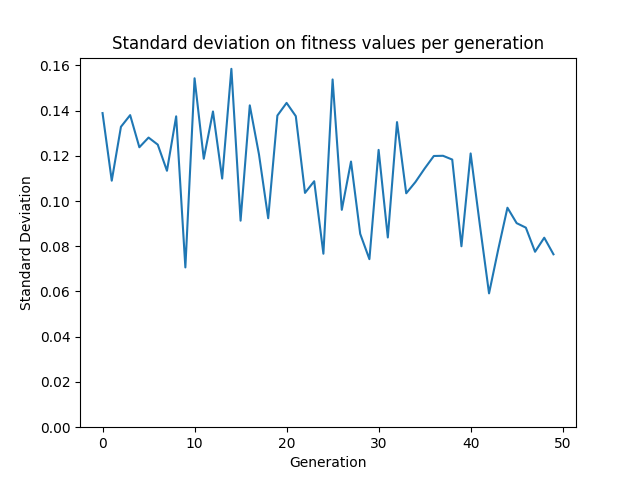 Standard deviation on fitness values per generation
0.16
0.14
0.12
0.10
0.08
0.06
0.04
0.02
0.00
Standard Deviation
0 10 20 30 40 50
Generation